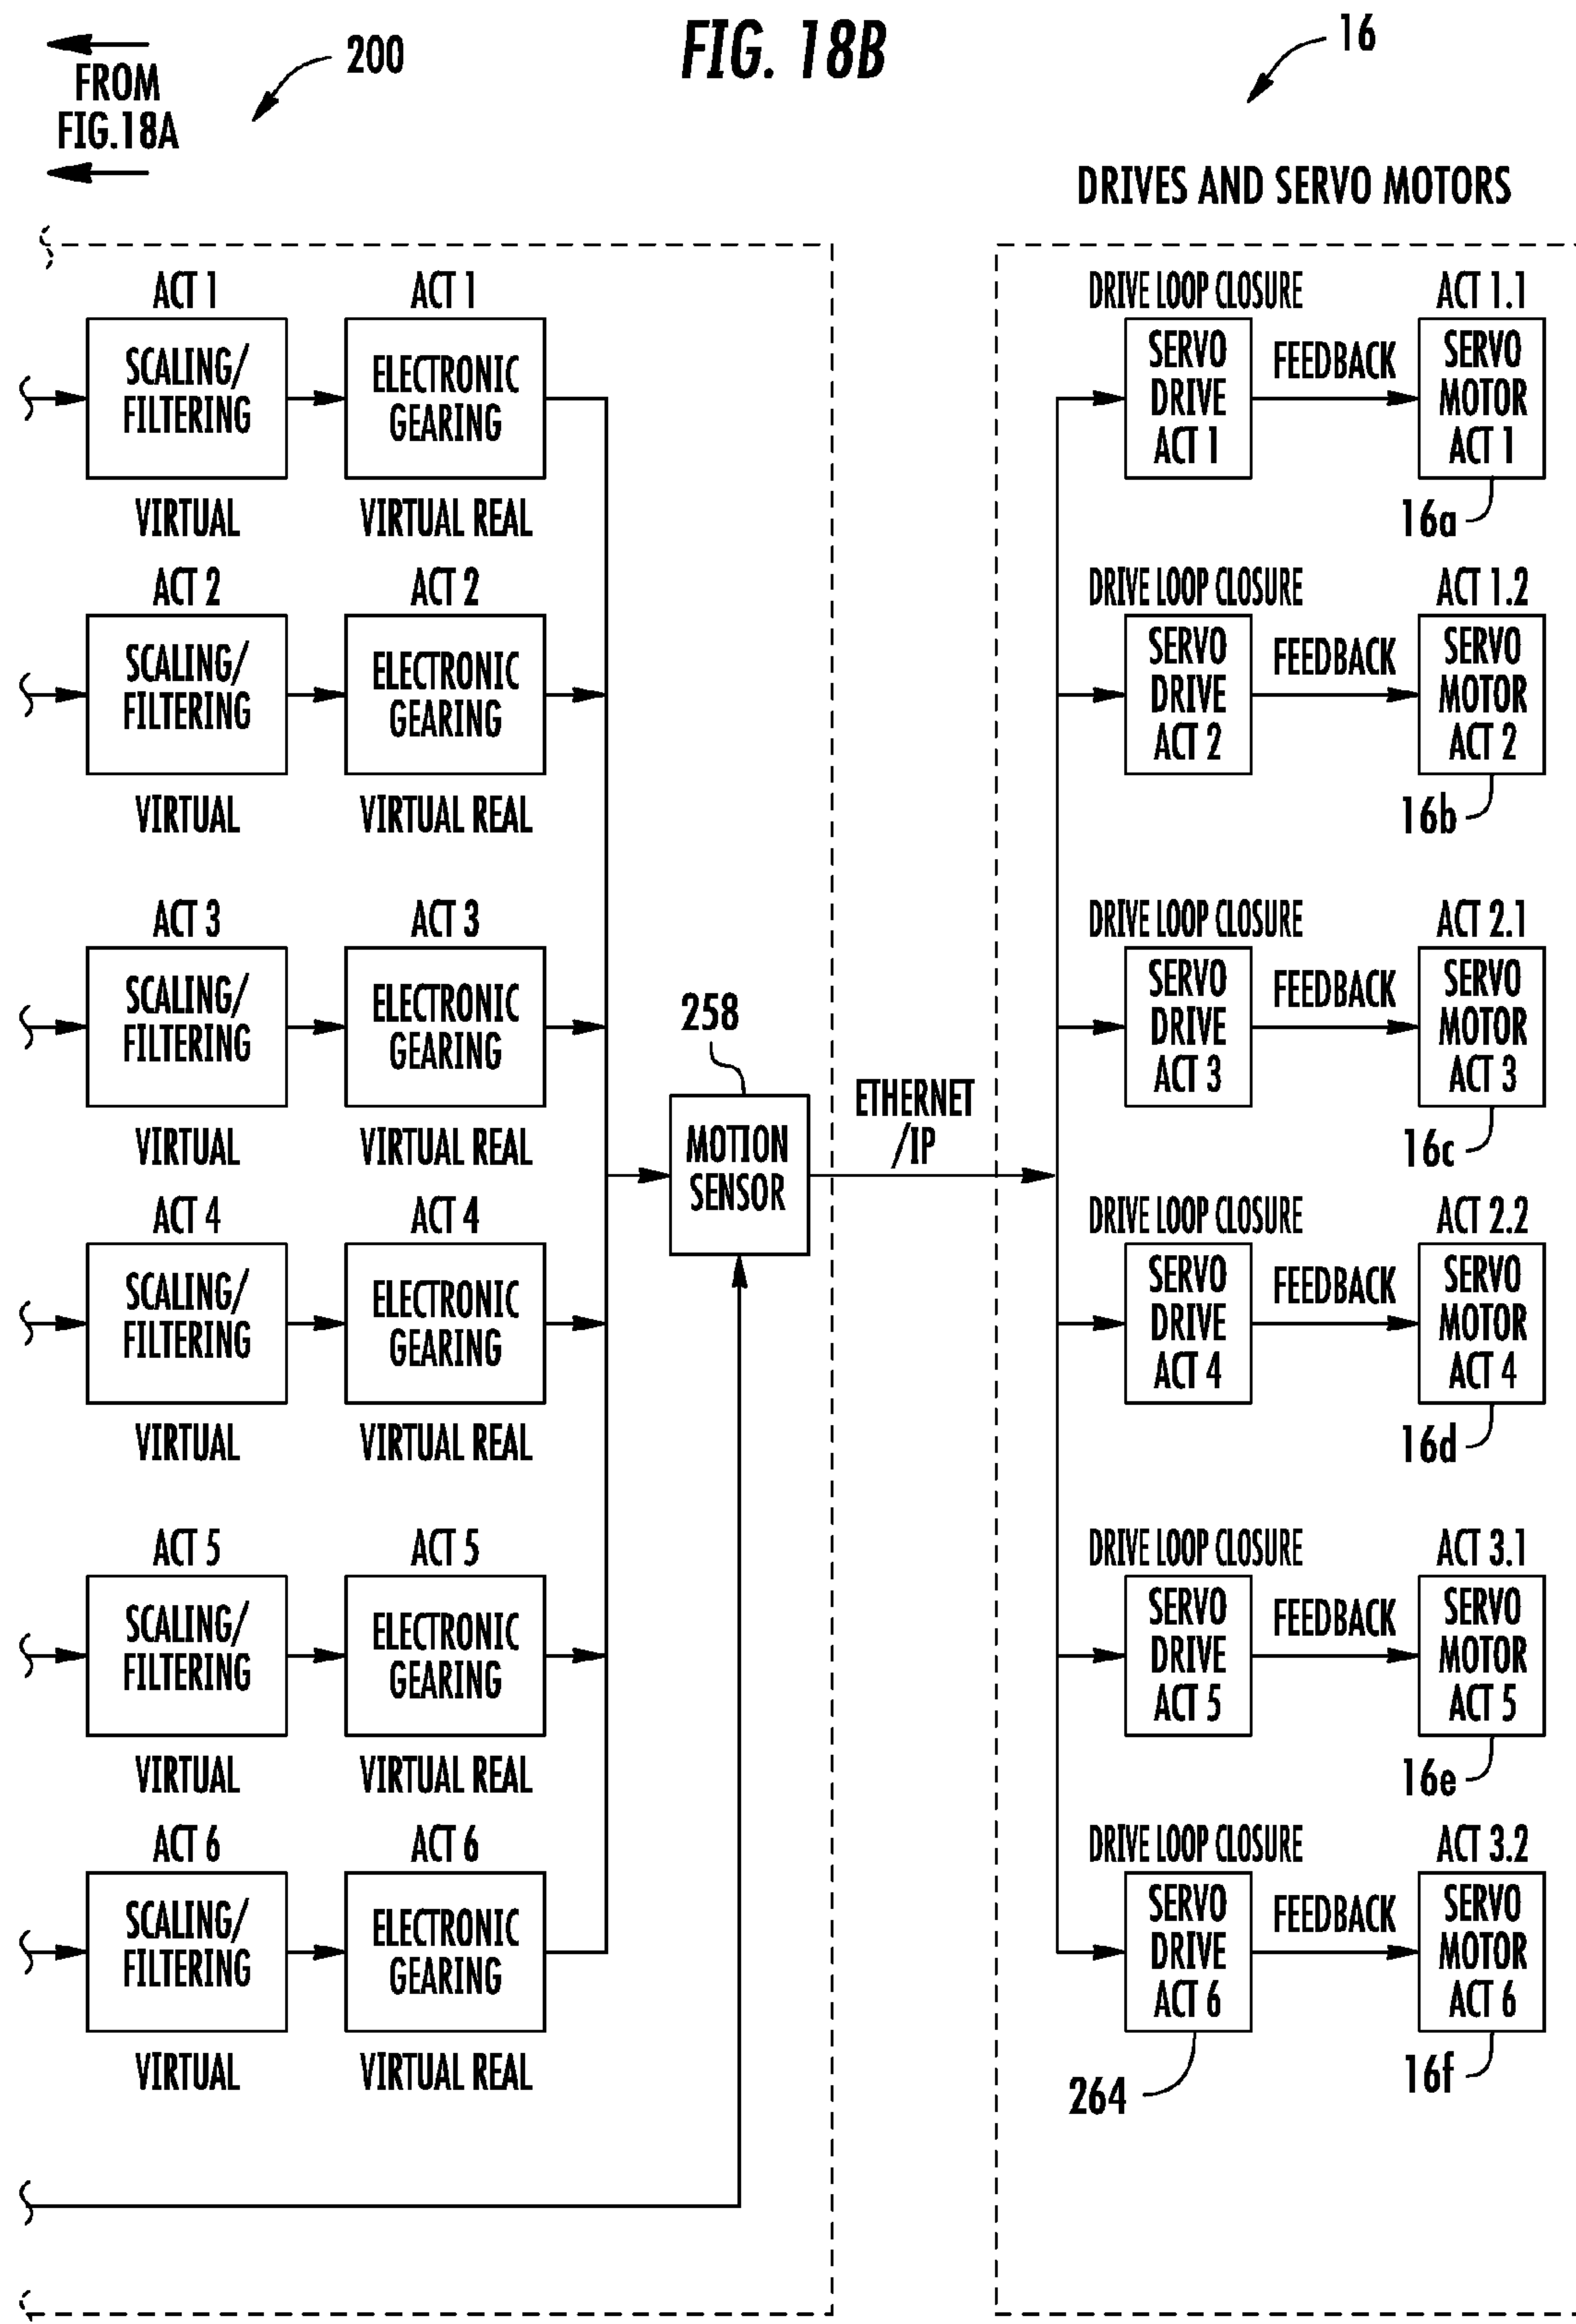 FIG. 18B
FROM
FIG.18A
200
16
DRIVES AND SERVO MOTORS
ACT 1
SCALING/
FILTERING
VIRTUAL
ACT 1
ELECTRONIC
GEARING
VIRTUAL REAL
ACT 2
SCALING/
FILTERING
VIRTUAL
ACT 2
ELECTRONIC
GEARING
VIRTUAL REAL
ACT 3
SCALING/
FILTERING
VIRTUAL
ACT 3
ELECTRONIC
GEARING
VIRTUAL REAL
ACT 4
SCALING/
FILTERING
VIRTUAL
ACT 4
ELECTRONIC
GEARING
VIRTUAL REAL
ACT 5
SCALING/
FILTERING
VIRTUAL
ACT 5
ELECTRONIC
GEARING
VIRTUAL REAL
ACT 6
SCALING/
FILTERING
VIRTUAL
ACT 6
ELECTRONIC
GEARING
VIRTUAL REAL
258
MOTION
SENSOR
ETHERNET
/IP
DRIVE LOOP CLOSURE
SERVO
DRIVE
ACT 1
FEEDBACK
ACT 1.1
SERVO
MOTOR
ACT 1
16a
DRIVE LOOP CLOSURE
SERVO
DRIVE
ACT 2
FEEDBACK
ACT 1.2
SERVO
MOTOR
ACT 2
16b
DRIVE LOOP CLOSURE
SERVO
DRIVE
ACT 3
FEEDBACK
ACT 2.1
SERVO
MOTOR
ACT 3
16c
DRIVE LOOP CLOSURE
SERVO
DRIVE
ACT 4
FEEDBACK
ACT 2.2
SERVO
MOTOR
ACT 4
16d
DRIVE LOOP CLOSURE
SERVO
DRIVE
ACT 5
FEEDBACK
ACT 3.1
SERVO
MOTOR
ACT 5
16e
DRIVE LOOP CLOSURE
SERVO
DRIVE
ACT 6
264
FEEDBACK
ACT 3.2
SERVO
MOTOR
ACT 6
16f